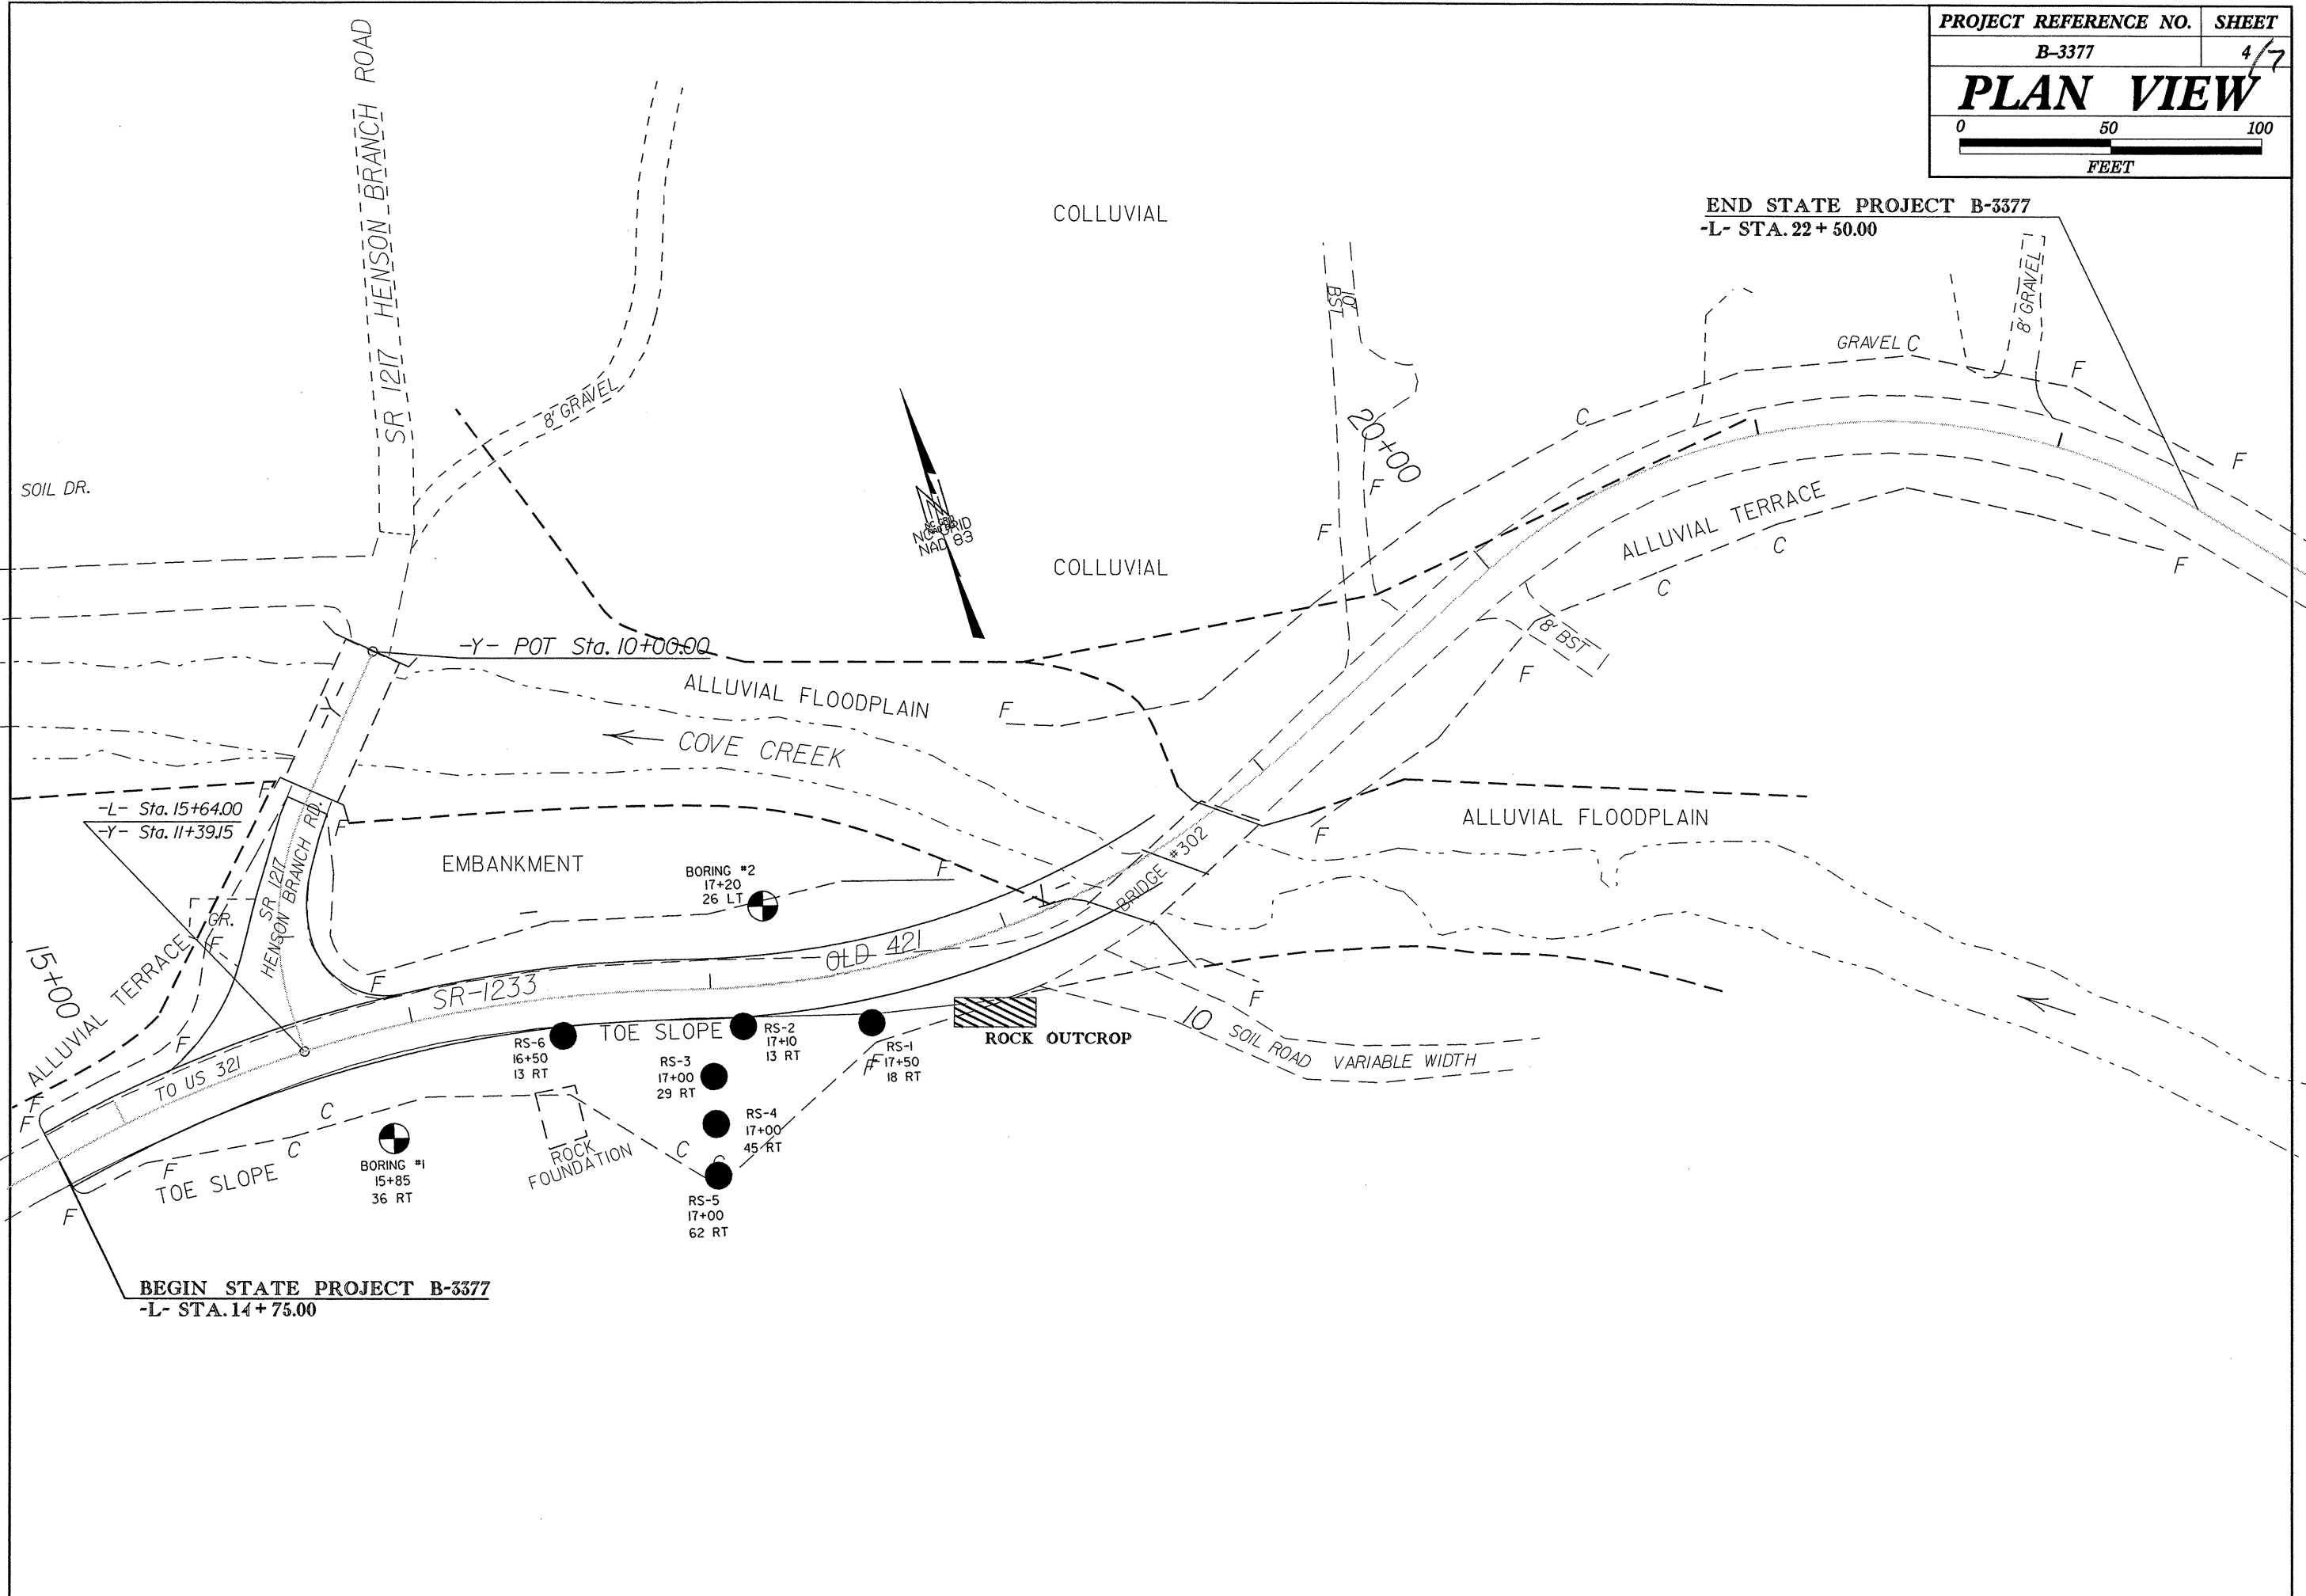 PROJECT REFERENCE NO. SHEET
B-3377 4/7
PLAN VIEW
0 50 100
FEET
END STATE PROJECT B-3377
-L- STA. 22+50.00
SR 1217 HENSON BRANCH ROAD
8' GRAVEL
SOIL DR.
COLLUVIAL
10' BST
20+00
GRAVEL C
8' GRAVEL
F
F
C
F
F
NC GRID
NAD 83
COLLUVIAL
ALLUVIAL TERRACE
C
C
F
8' BST
F
-Y- POT Sta. 10+00.00
-Y-
ALLUVIAL FLOODPLAIN
F
COVE CREEK
-L- Sta. 15+64.00
-Y- Sta. 11+39.15
F
F
SR 1217
HENSON BRANCH RD.
EMBANKMENT
BORING #2
17+20
26 LT
F
BRIDGE #302
F
ALLUVIAL FLOODPLAIN
GR.
F
15+00
ALLUVIAL TERRACE
F
F
F
F
TO US 321
SR-1233
OLD 421
TOE SLOPE
RS-6
16+50
13 RT
RS-2
17+10
13 RT
RS-1
17+50
18 RT
F
ROCK OUTCROP
F
10
SOIL ROAD VARIABLE WIDTH
RS-3
17+00
29 RT
RS-4
17+00
45 RT
RS-5
17+00
62 RT
C
C
C
C
F
F
TOE SLOPE
BORING #1
15+85
36 RT
ROCK
FOUNDATION
BEGIN STATE PROJECT B-3377
-L- STA. 14+75.00